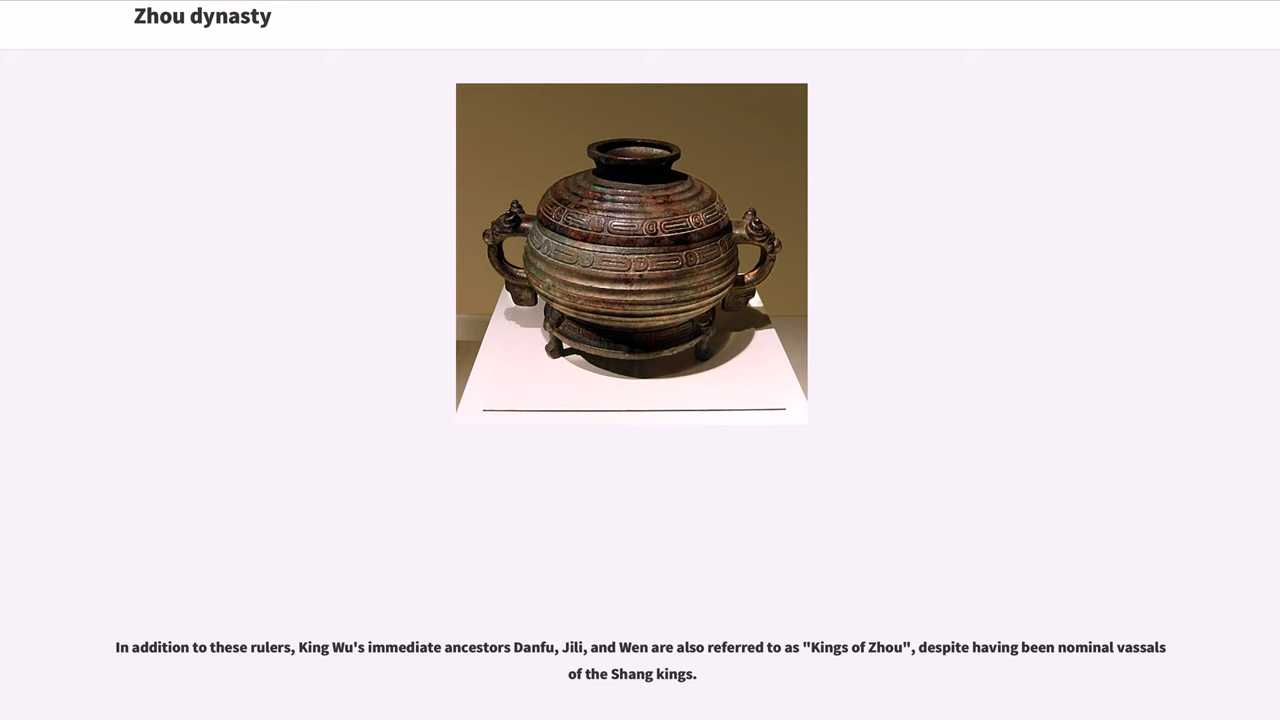 Zhou dynasty
In addition to these rulers, King Wu's immediate ancestors Danfu, Jili, and Wen are also referred to as "Kings of Zhou", despite having been nominal vassals
of the Shang kings.